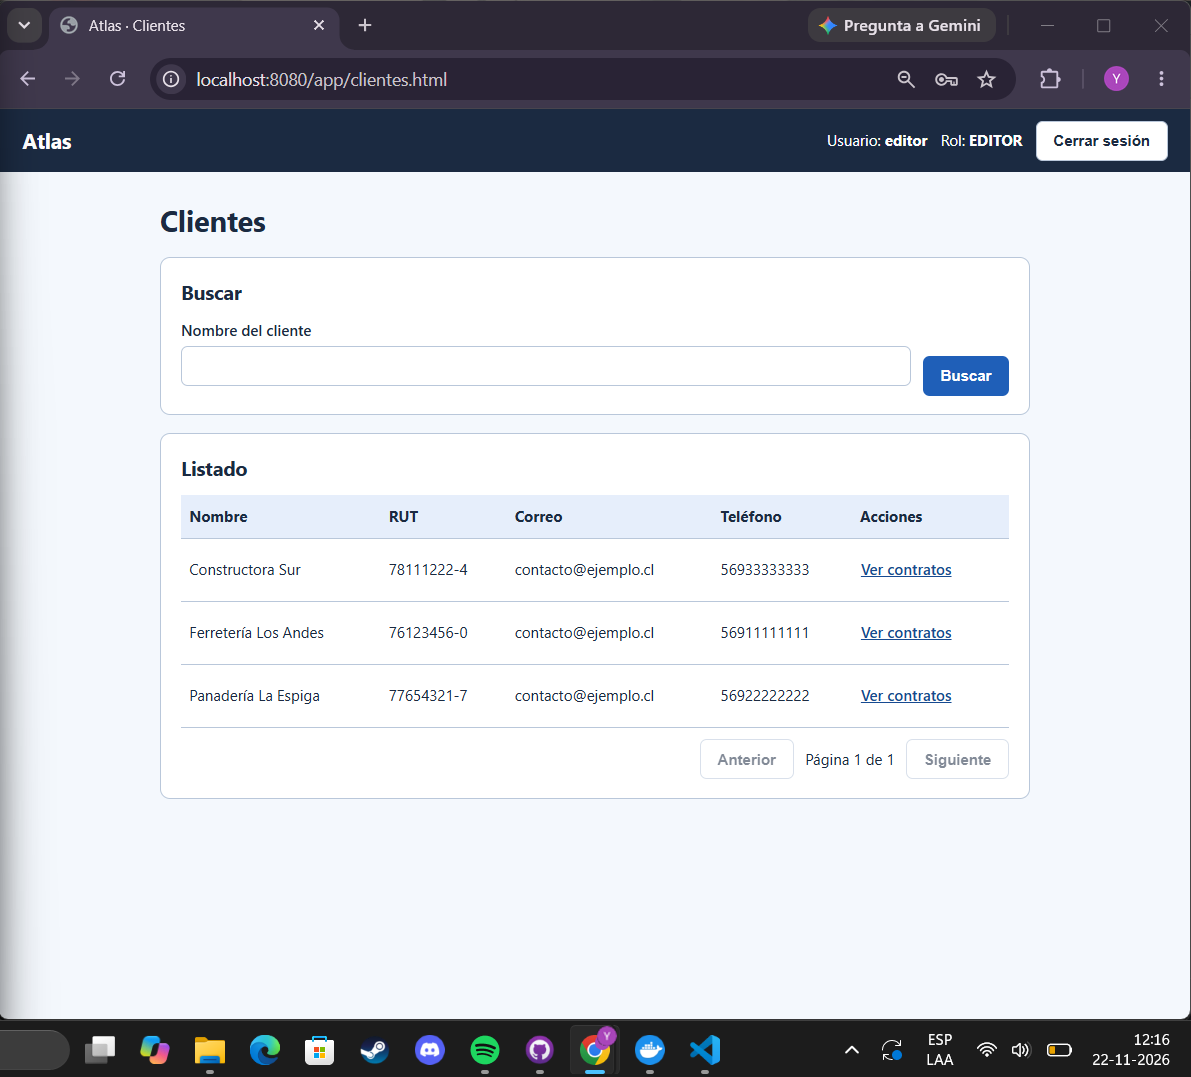 Atlas · Clientes
Pregunta a Gemini
localhost:8080/app/clientes.html
Y
Atlas
Usuario: editor Rol: EDITOR Cerrar sesión
Clientes
Buscar
Nombre del cliente
Buscar
Listado
Nombre RUT Correo Teléfono Acciones
Constructora Sur 78111222-4 contacto@ejemplo.cl 56933333333 Ver contratos
Ferretería Los Andes 76123456-0 contacto@ejemplo.cl 56911111111 Ver contratos
Panadería La Espiga 77654321-7 contacto@ejemplo.cl 56922222222 Ver contratos
Anterior Página 1 de 1 Siguiente
Y
ESP
LAA
12:16
22-11-2026